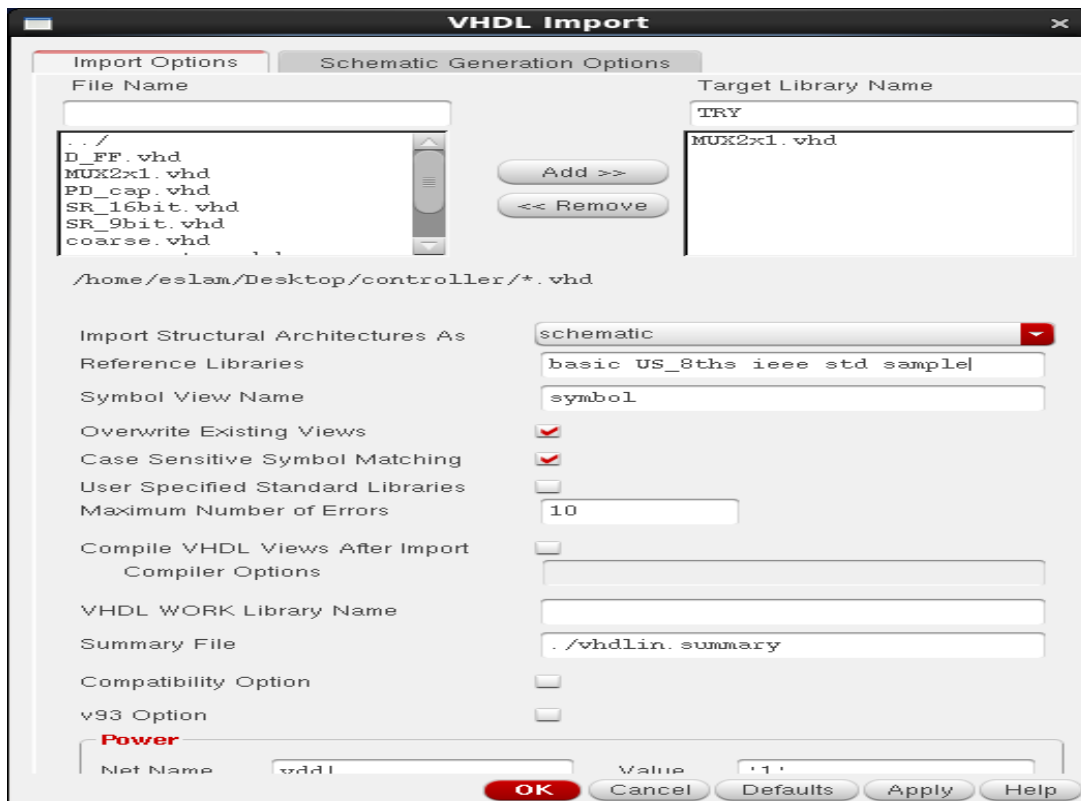 VHDL Import
Import Options
Schematic Generation Options
File Name
Target Library Name
TRY
../
D_FF.vhd
MUX2x1.vhd
PD_cap.vhd
SR_16bit.vhd
SR_9bit.vhd
coarse.vhd
Add >>
<< Remove
MUX2x1.vhd
/home/eslam/Desktop/controller/*.vhd
Import Structural Architectures As
schematic
Reference Libraries
basic US_8ths ieee std sample
Symbol View Name
symbol
Overwrite Existing Views
Case Sensitive Symbol Matching
User Specified Standard Libraries
Maximum Number of Errors
10
Compile VHDL Views After Import
Compiler Options
VHDL WORK Library Name
Summary File
./vhdlin.summary
Compatibility Option
v93 Option
Power
Net Name
vdd!
Value
'1'
OK
Cancel
Defaults
Apply
Help